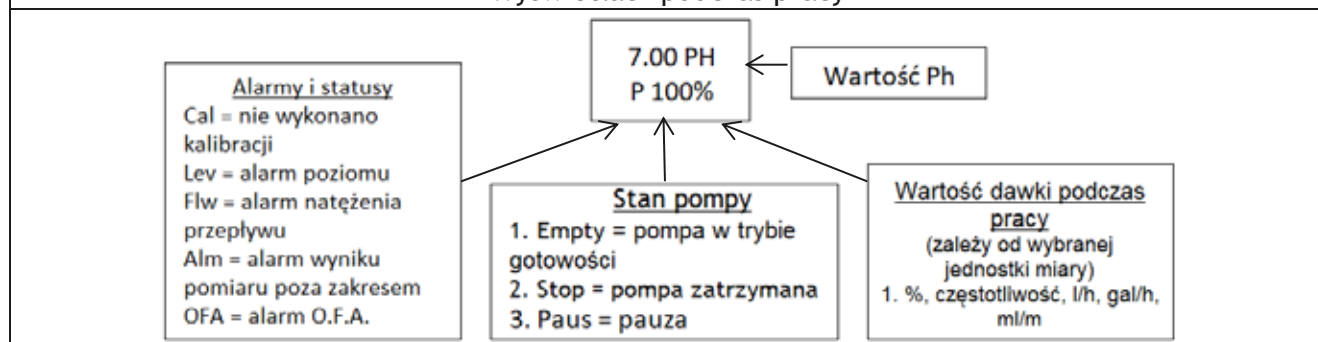 7.00 PH
P 100%
Wartość Ph
Alarmy i statusy
Cal = nie wykonano
kalibracji
Lev = alarm poziomu
Flw = alarm natężenia
przepływu
Alm = alarm wyniku
pomiaru poza zakresem
OFA = alarm O.F.A.
Stan pompy
1. Empty = pompa w trybie
gotowości
2. Stop = pompa zatrzymana
3. Paus = pauza
Wartość dawki podczas
pracy
(zależy od wybranej
jednostki miary)
1. %, częstotliwość, l/h, gal/h,
ml/m